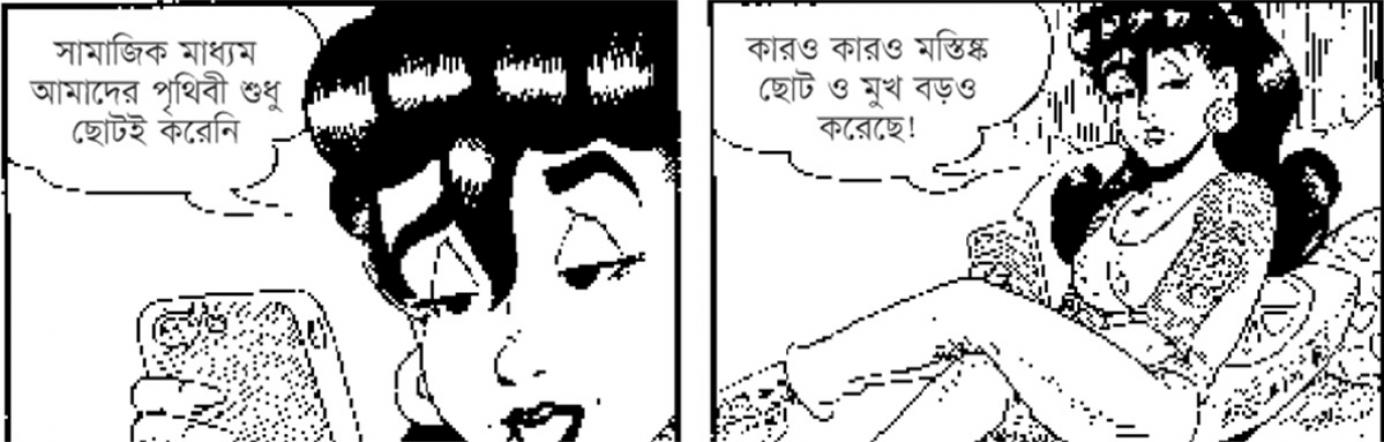 সামাজিক মাধ্যম
আমাদের পৃথিবী শুধু
ছোটই করেনি
কারও কারও মস্তিষ্ক
ছোট ও মুখ বড়ও
করেছে!